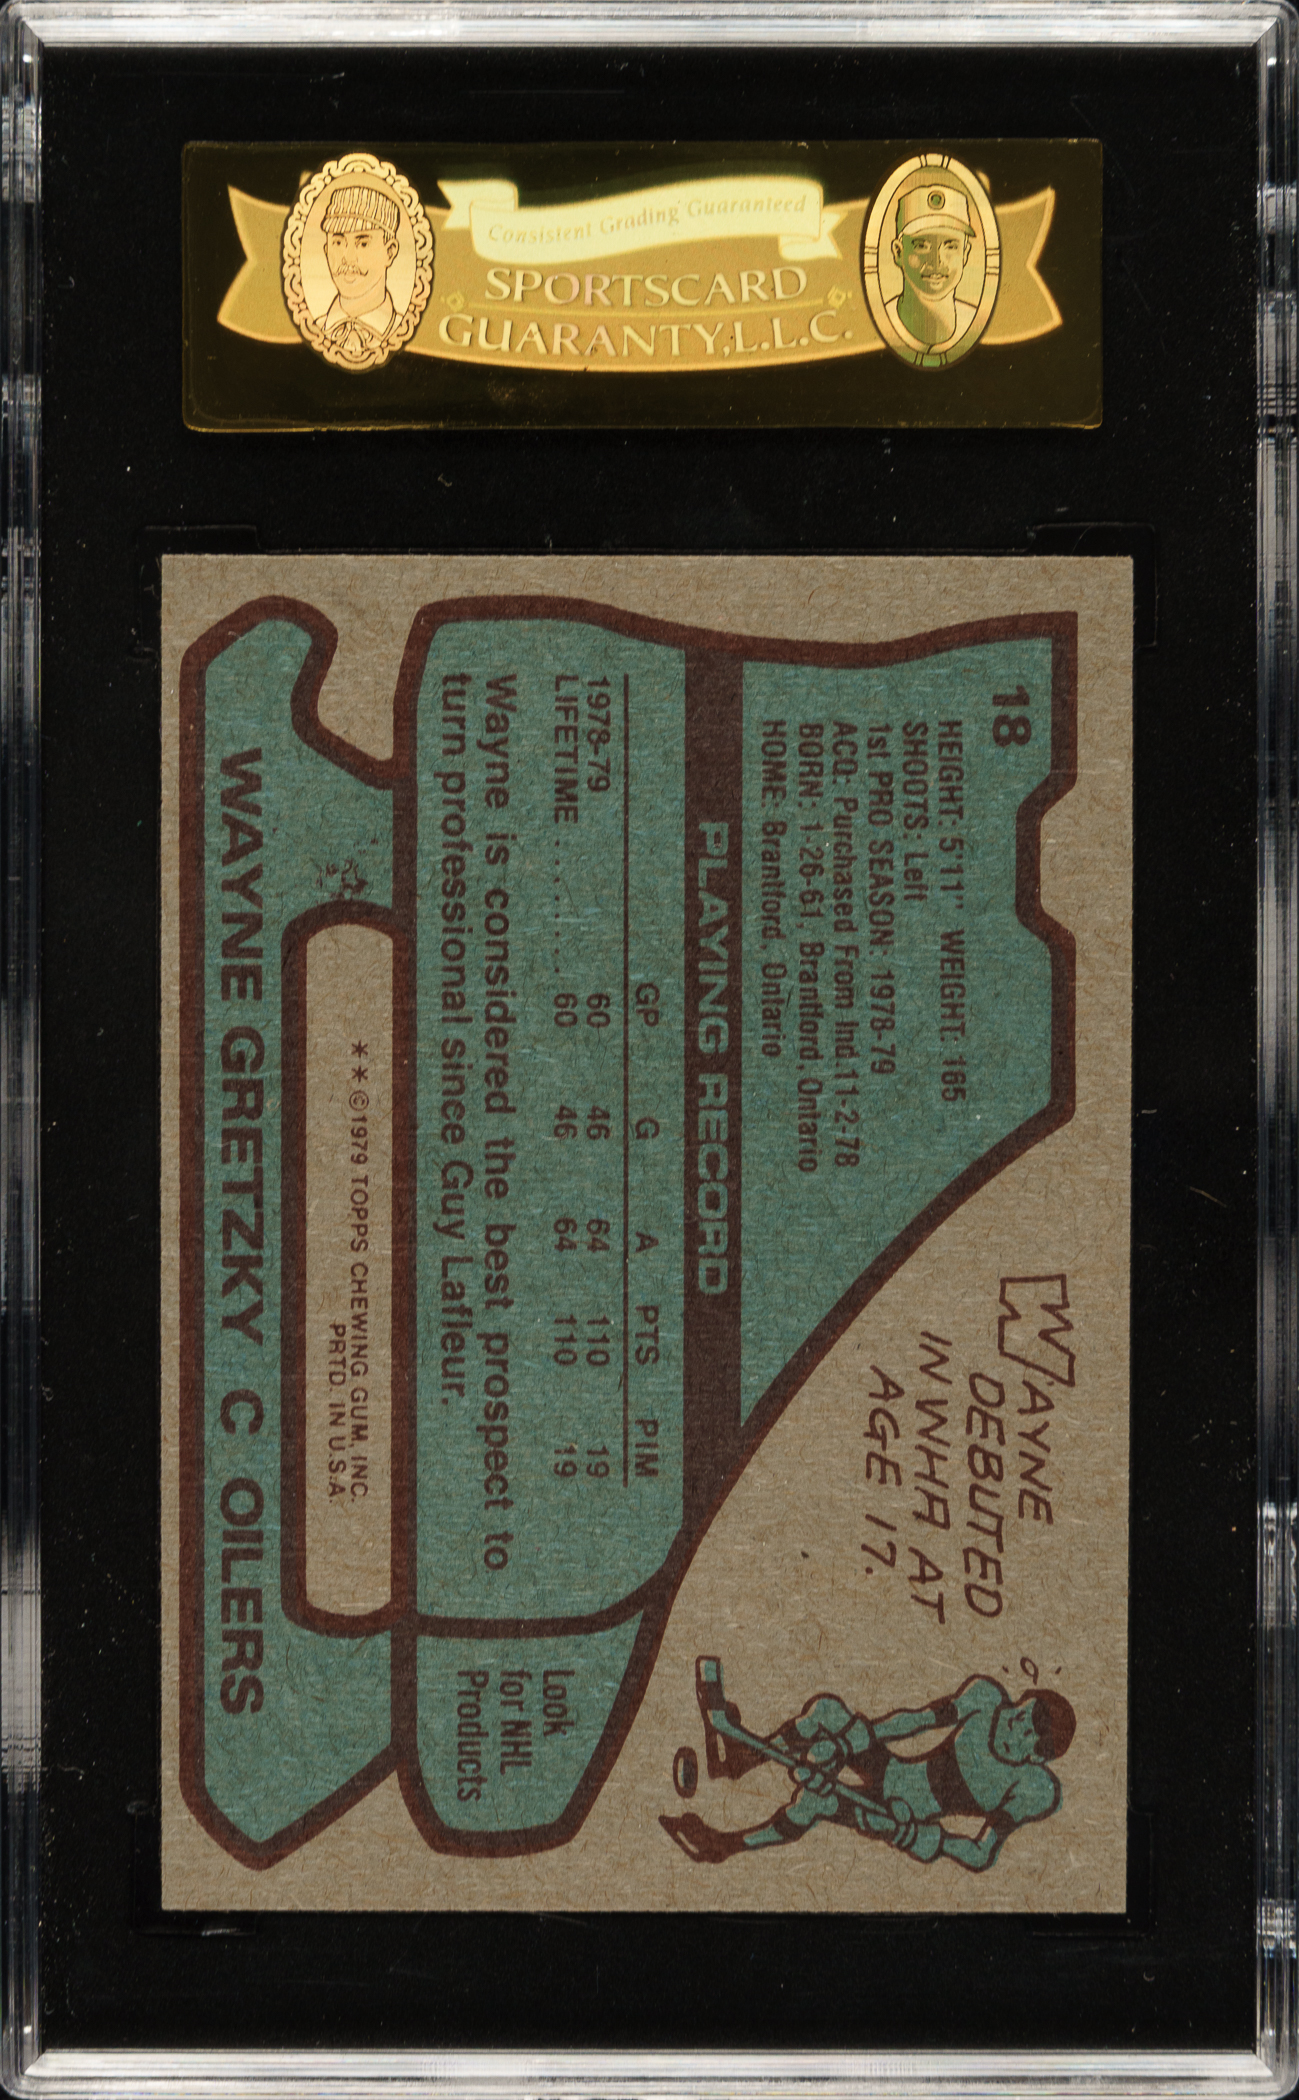 Consistent Grading Guaranteed
SPORTSCARD
GUARANTY, L.L.C.
18
HEIGHT: 5'11" WEIGHT: 165
SHOOTS: Left
1st PRO SEASON: 1978-79
ACQ: Purchased From Ind. 11-2-78
BORN: 1-26-61, Brantford, Ontario
HOME: Brantford, Ontario
WAYNE
DEBUTED
IN WHA AT
AGE 17.
PLAYING RECORD
GP G A PTS PIM
1978-79 60 46 64 110 19
LIFETIME ........ 60 46 64 110 19
Wayne is considered the best prospect to
turn professional since Guy Lafleur.
Look
for NHL
Products
**©1979 TOPPS CHEWING GUM, INC.
PRTD. IN U.S.A.
WAYNE GRETZKY C OILERS